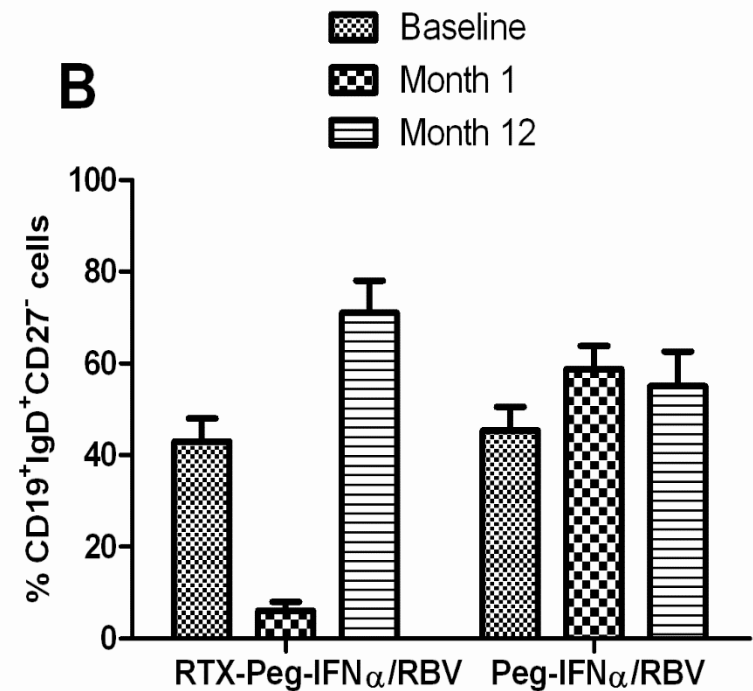 Baseline
Month 1
Month 12
B
% CD19⁺IgD⁺CD27⁻ cells
100
80
60
40
20
0
RTX-Peg-IFNα/RBV Peg-IFNα/RBV